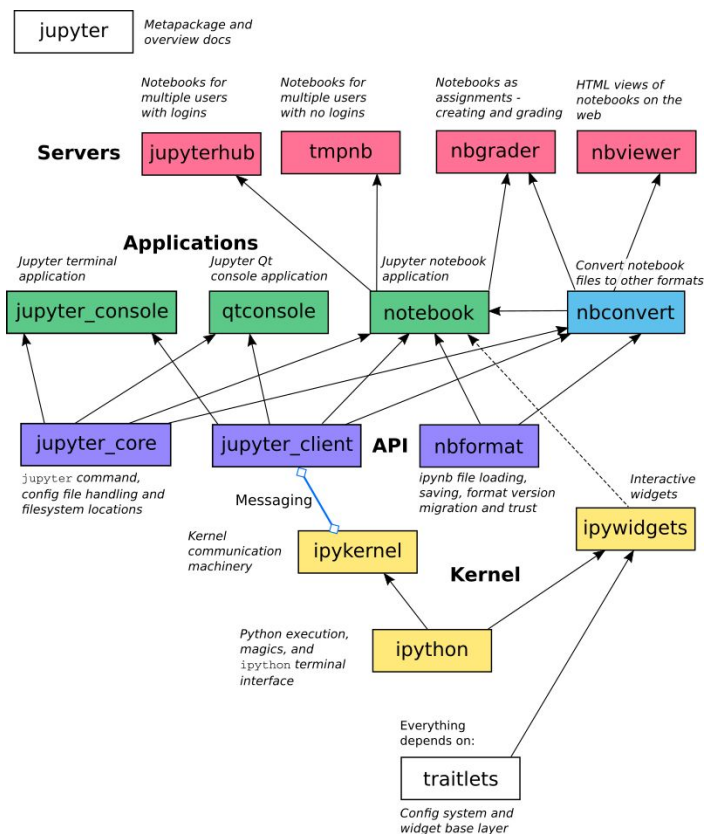 jupyter
Metapackage and
overview docs
Notebooks for
multiple users
with logins
Notebooks for
multiple users
with no logins
Notebooks as
assignments -
creating and grading
HTML views of
notebooks on the
web
Servers
jupyterhub
tmpnb
nbgrader
nbviewer
Applications
Jupyter terminal
application
Jupyter Qt
console application
Jupyter notebook
application
Convert notebook
files to other formats
jupyter_console
qtconsole
notebook
nbconvert
jupyter_core
jupyter_client
API
nbformat
jupyter command,
config file handling and
filesystem locations
ipynb file loading,
saving, format version
migration and trust
Interactive
widgets
Messaging
ipywidgets
Kernel
communication
machinery
ipykernel
Kernel
Python execution,
magics, and
ipython terminal
interface
ipython
Everything
depends on:
traitlets
Config system and
widget base layer